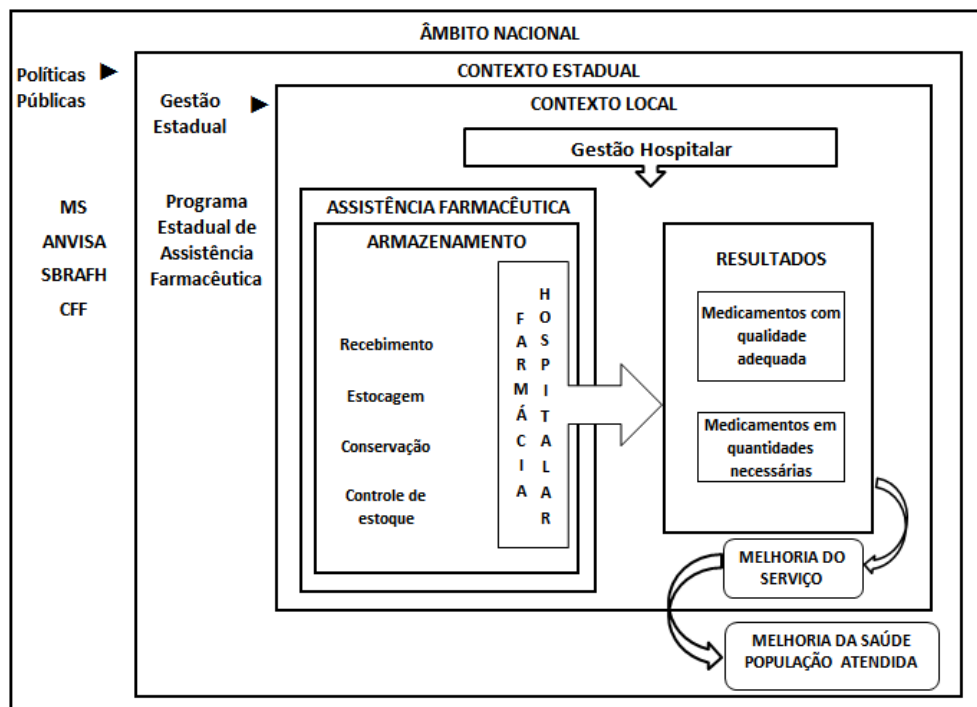 ÂMBITO NACIONAL
Políticas
Públicas
MS
ANVISA
SBRAFH
CFF
CONTEXTO ESTADUAL
Gestão
Estadual
Programa
Estadual de
Assistência
Farmacêutica
CONTEXTO LOCAL
Gestão Hospitalar
ASSISTÊNCIA FARMACÊUTICA
ARMAZENAMENTO
Recebimento
Estocagem
Conservação
Controle de
estoque
FARMÁCIA
HOSPITALAR
RESULTADOS
Medicamentos com
qualidade
adequada
Medicamentos em
quantidades
necessárias
MELHORIA DO
SERVIÇO
MELHORIA DA SAÚDE
POPULAÇÃO ATENDIDA